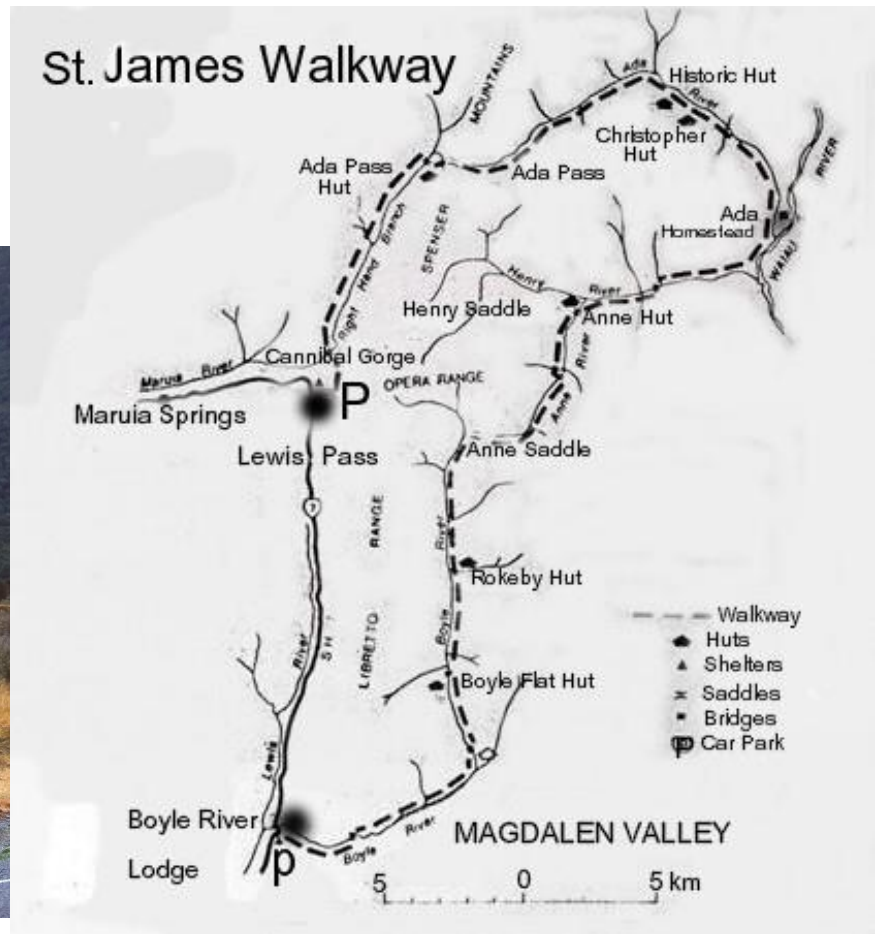 St. James Walkway
MOUNTAINS
Ada
River
Historic Hut
Christopher
Hut
Ada Pass
Hut
Ada Pass
RIVER
WAIAU
Ada
Homestead
SPENSER
Right Hand Branch
Henry
River
Henry Saddle
Anne Hut
Anne River
Maruia River
Cannibal Gorge
P
OPERA RANGE
Maruia Springs
Lewis Pass
Anne Saddle
7
RANGE
LIBRETTO
River
Boyle
Rokeby Hut
River
S H 7
Lewis
Boyle Flat Hut
Walkway
Huts
Shelters
Saddles
Bridges
P Car Park
Boyle River
Lodge
p
Boyle River
MAGDALEN VALLEY
5 0 5 km